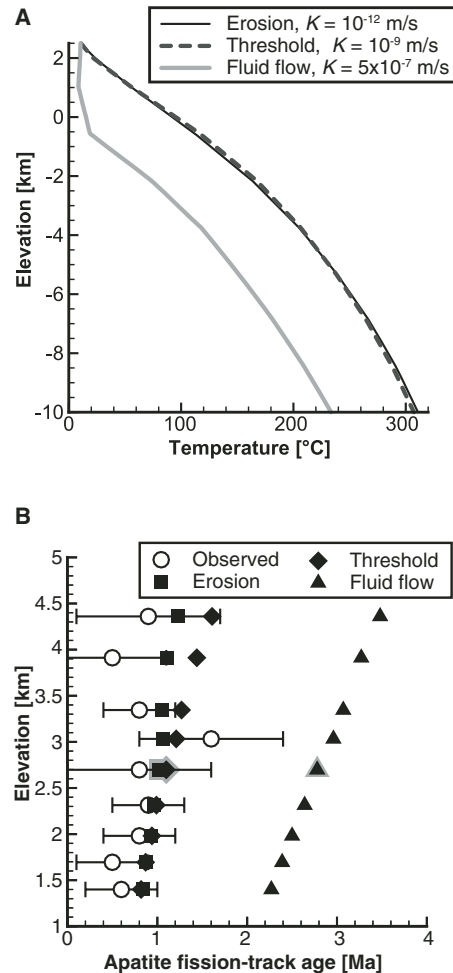 A
Erosion, K = 10⁻¹² m/s
Threshold, K = 10⁻⁹ m/s
Fluid flow, K = 5x10⁻⁷ m/s
2
0
-2
-4
-6
-8
-10
Elevation [km]
0 100 200 300
Temperature [°C]
B
Observed Threshold
Erosion Fluid flow
5
4.5
4
3.5
3
2.5
2
1.5
1
Elevation [km]
0 1 2 3 4
Apatite fission-track age [Ma]